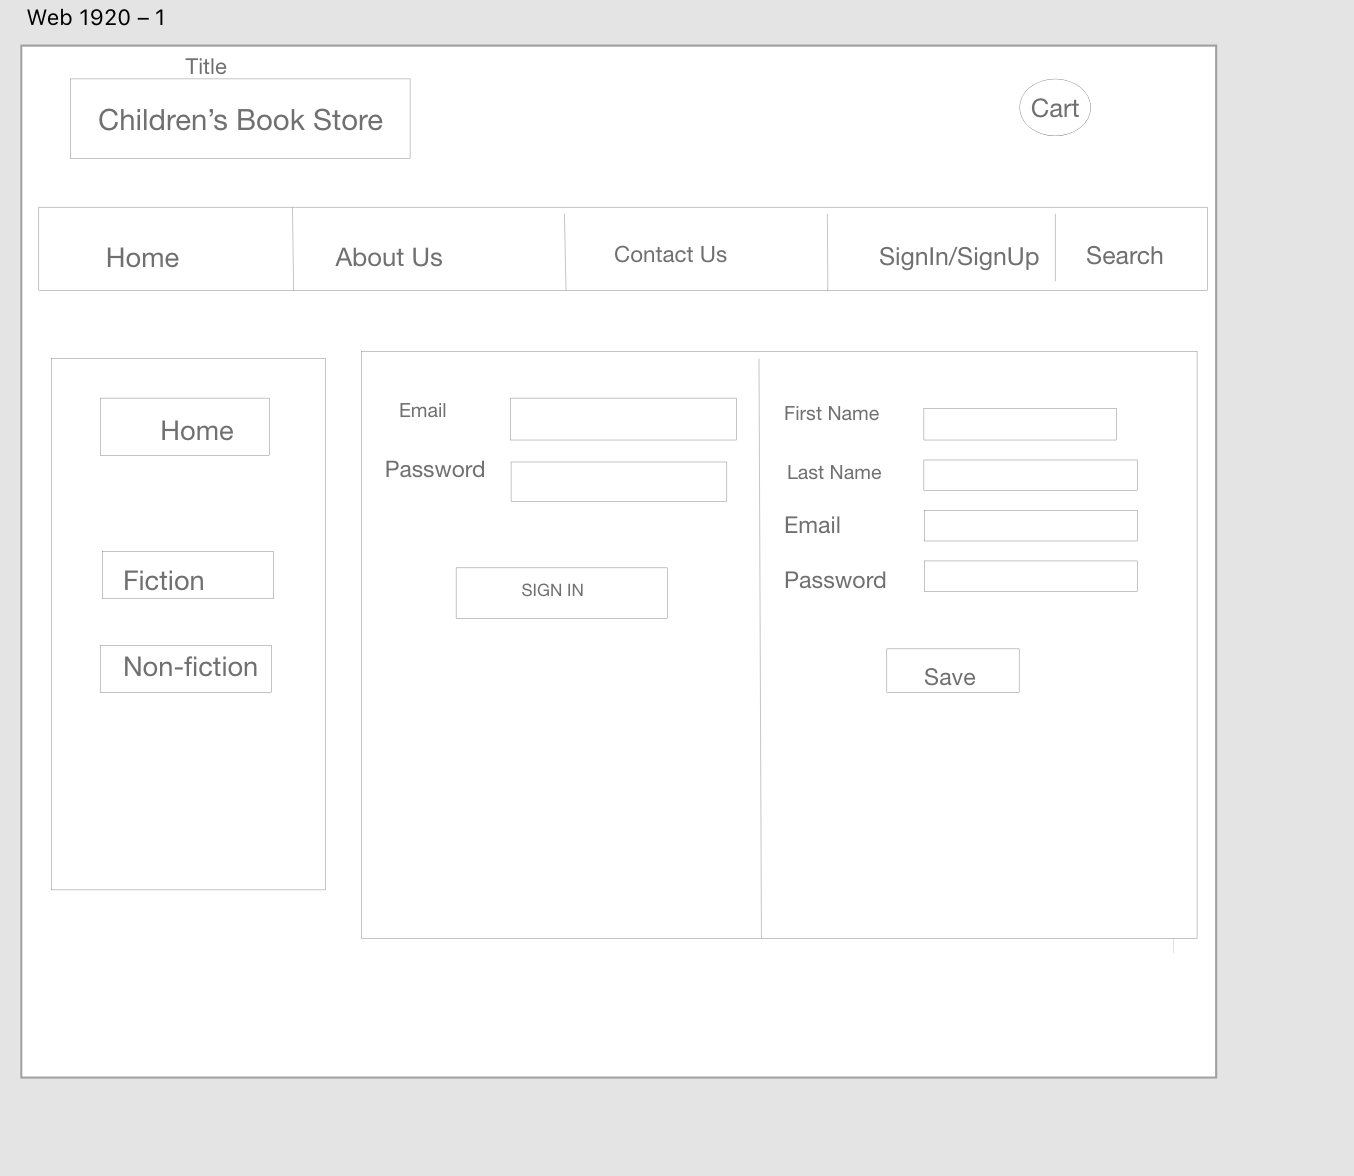 Web 1920 – 1
Title
Children’s Book Store
Cart
Home
About Us
Contact Us
SignIn/SignUp
Search
Home
Fiction
Non-fiction
Email
Password
SIGN IN
First Name
Last Name
Email
Password
Save